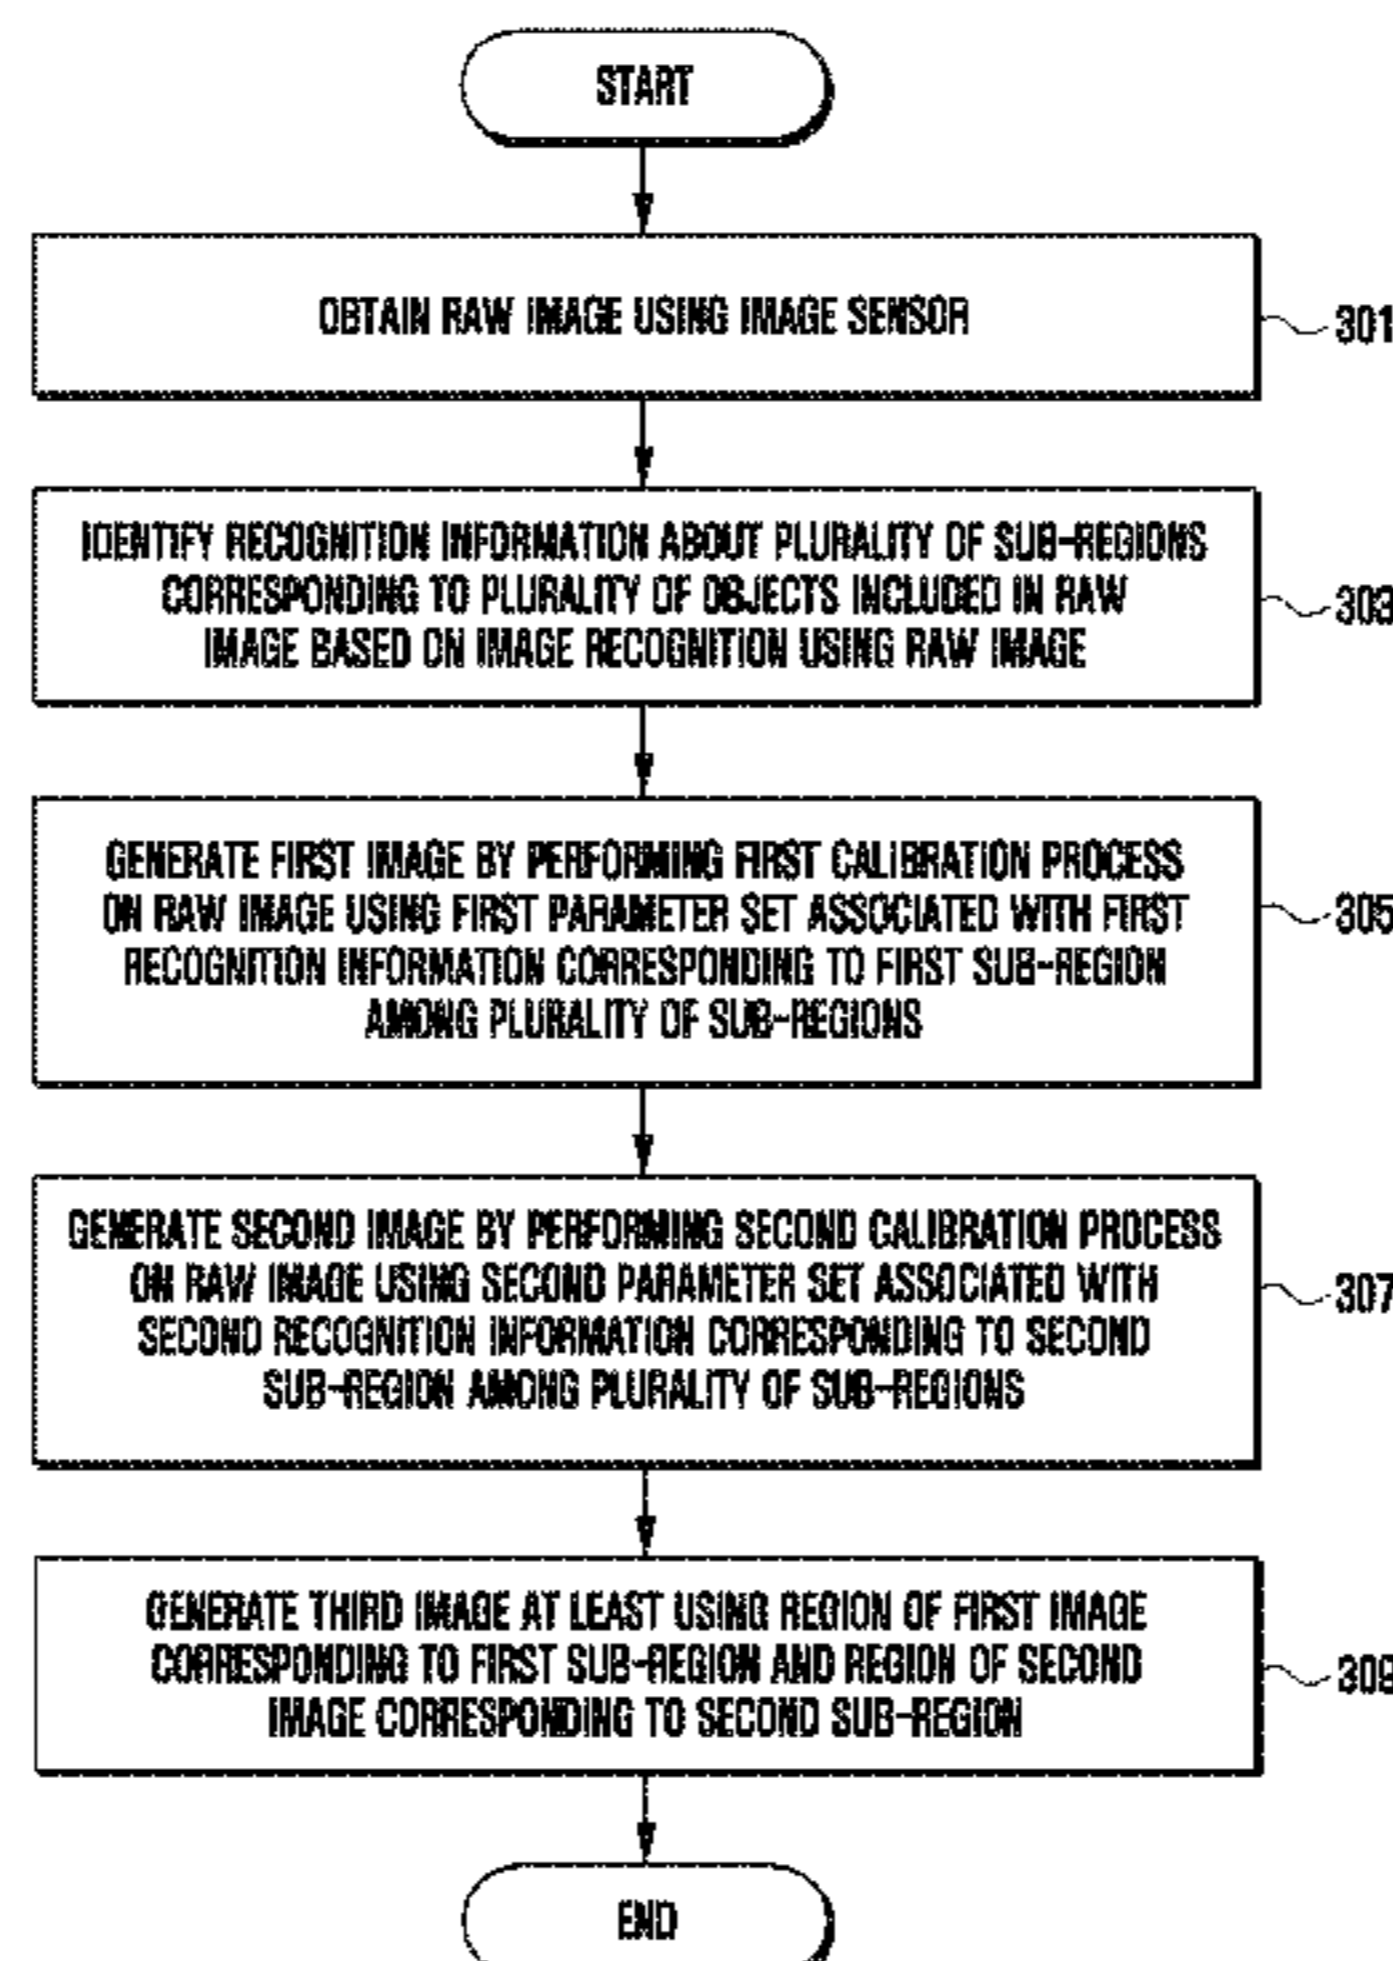 START
OBTAIN RAW IMAGE USING IMAGE SENSOR
301
IDENTIFY RECOGNITION INFORMATION ABOUT PLURALITY OF SUB-REGIONS
CORRESPONDING TO PLURALITY OF OBJECTS INCLUDED IN RAW
IMAGE BASED ON IMAGE RECOGNITION USING RAW IMAGE
303
GENERATE FIRST IMAGE BY PERFORMING FIRST CALIBRATION PROCESS
ON RAW IMAGE USING FIRST PARAMETER SET ASSOCIATED WITH FIRST
RECOGNITION INFORMATION CORRESPONDING TO FIRST SUB-REGION
AMONG PLURALITY OF SUB-REGIONS
305
GENERATE SECOND IMAGE BY PERFORMING SECOND CALIBRATION PROCESS
ON RAW IMAGE USING SECOND PARAMETER SET ASSOCIATED WITH
SECOND RECOGNITION INFORMATION CORRESPONDING TO SECOND
SUB-REGION AMONG PLURALITY OF SUB-REGIONS
307
GENERATE THIRD IMAGE AT LEAST USING REGION OF FIRST IMAGE
CORRESPONDING TO FIRST SUB-REGION AND REGION OF SECOND
IMAGE CORRESPONDING TO SECOND SUB-REGION
309
END